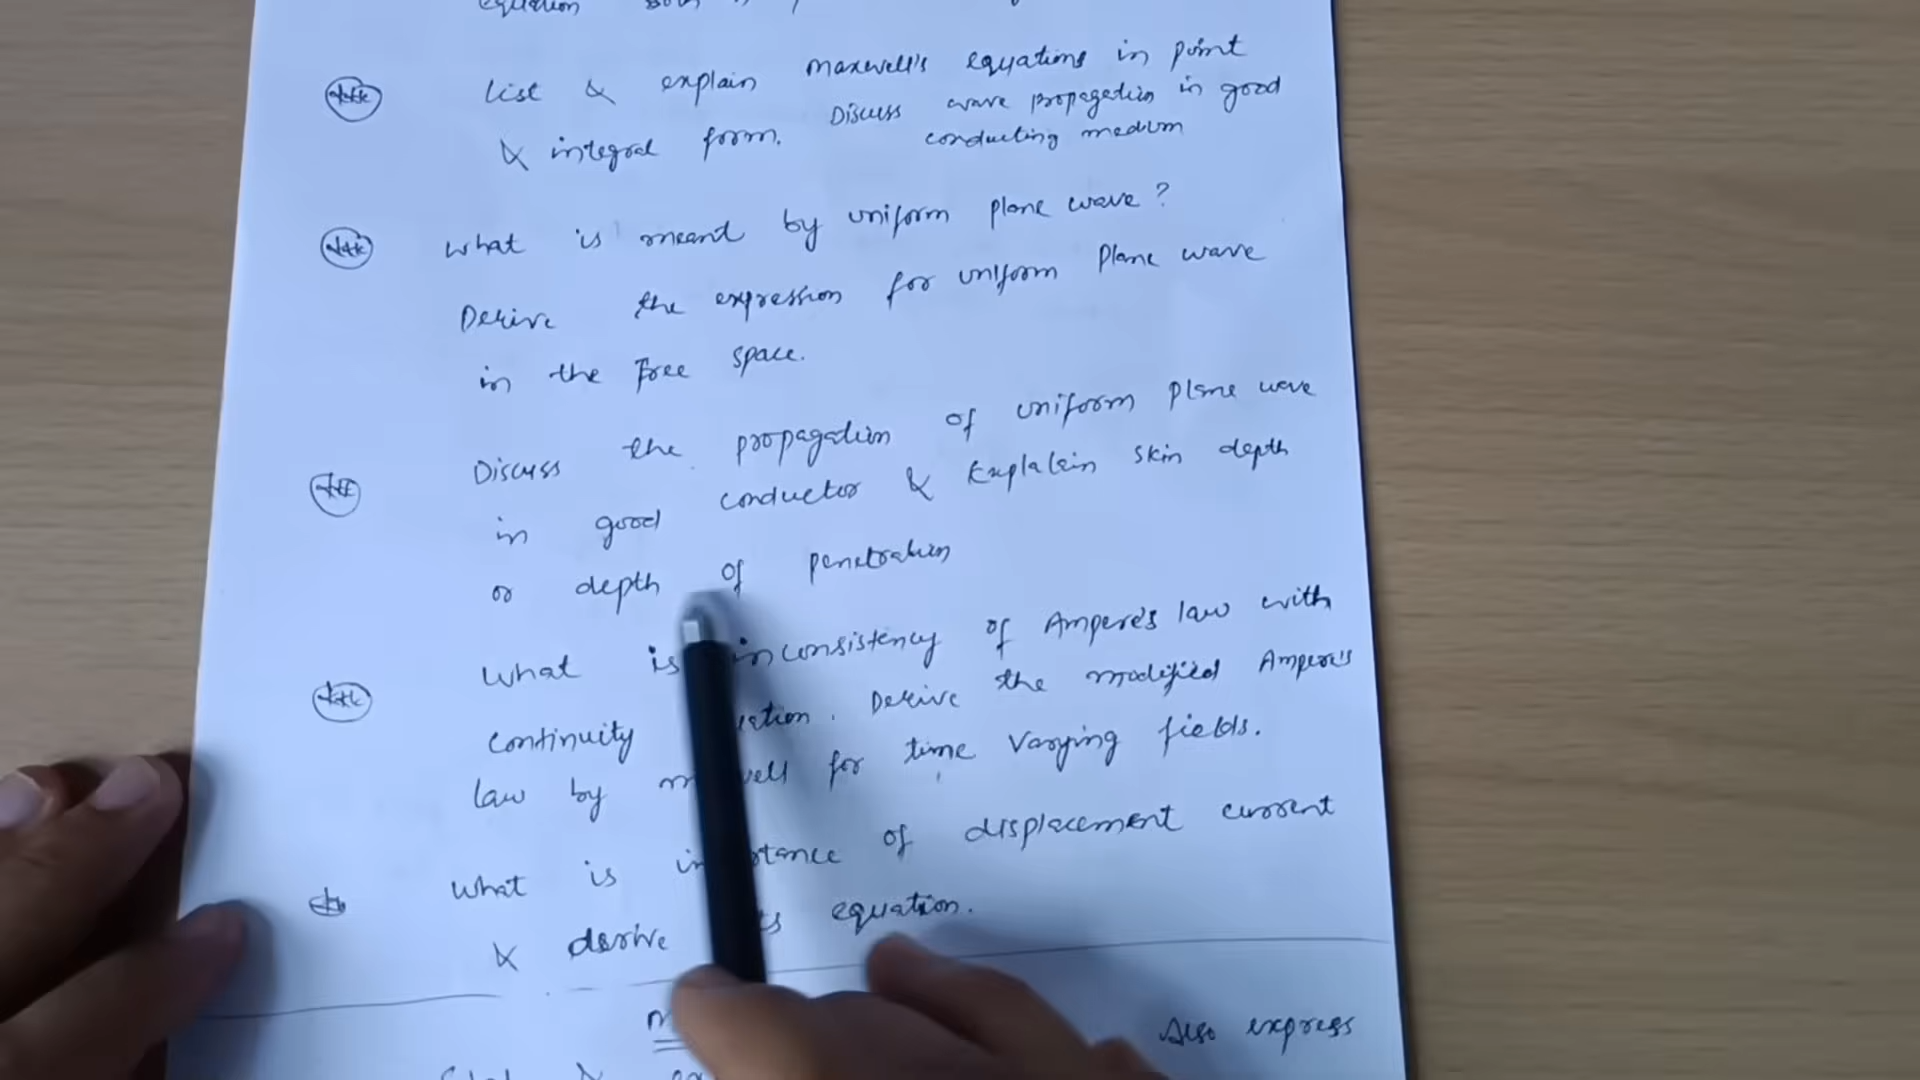 equation
List & explain Maxwell's equations in point
& integral form. Discuss wave propagation in good
conducting medium
What is meant by uniform plane wave?
Derive the expression for uniform plane wave
in the Free space.
Discuss the propagation of uniform plane wave
in good conductor & Explalein skin depth
or depth of penetration
What is inconsistency of Ampere's law with
continuity . Derive the modified Ampere's
law by for time varying fields.
What is of displacement current
& derive equation.
Also express